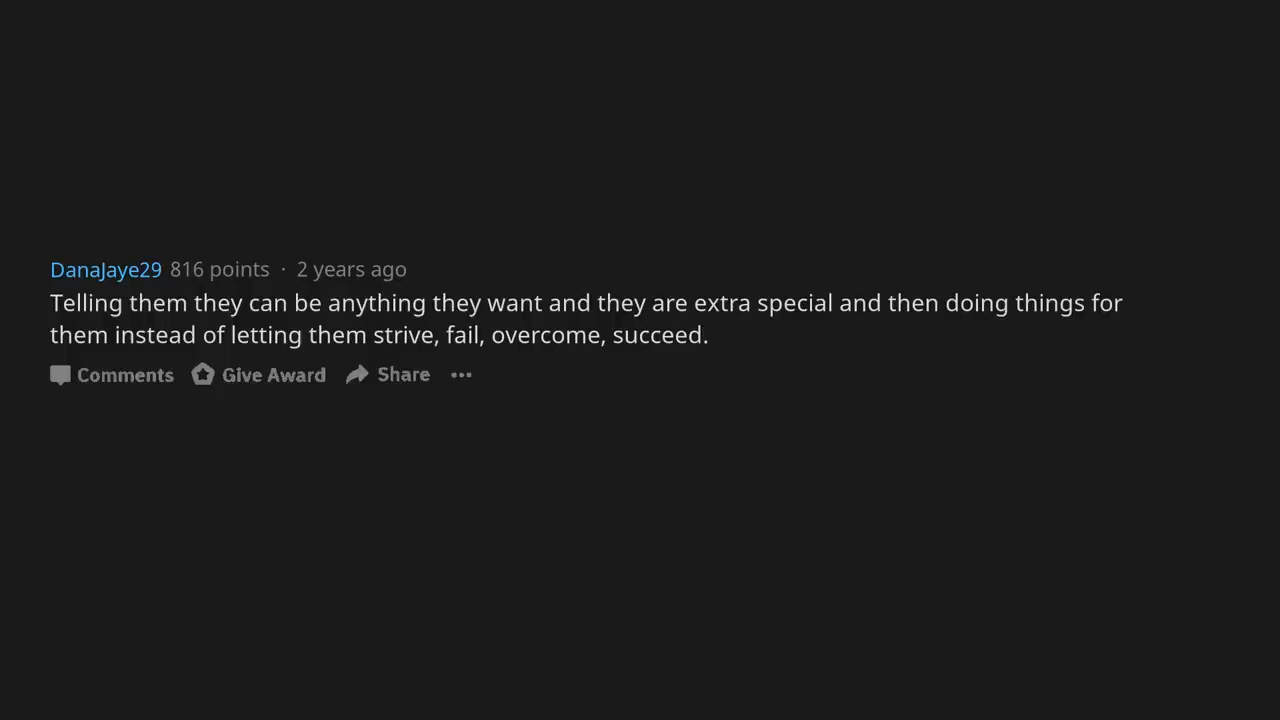 DanaJaye29 816 points · 2 years ago
Telling them they can be anything they want and they are extra special and then doing things for
them instead of letting them strive, fail, overcome, succeed.
Comments Give Award Share ···